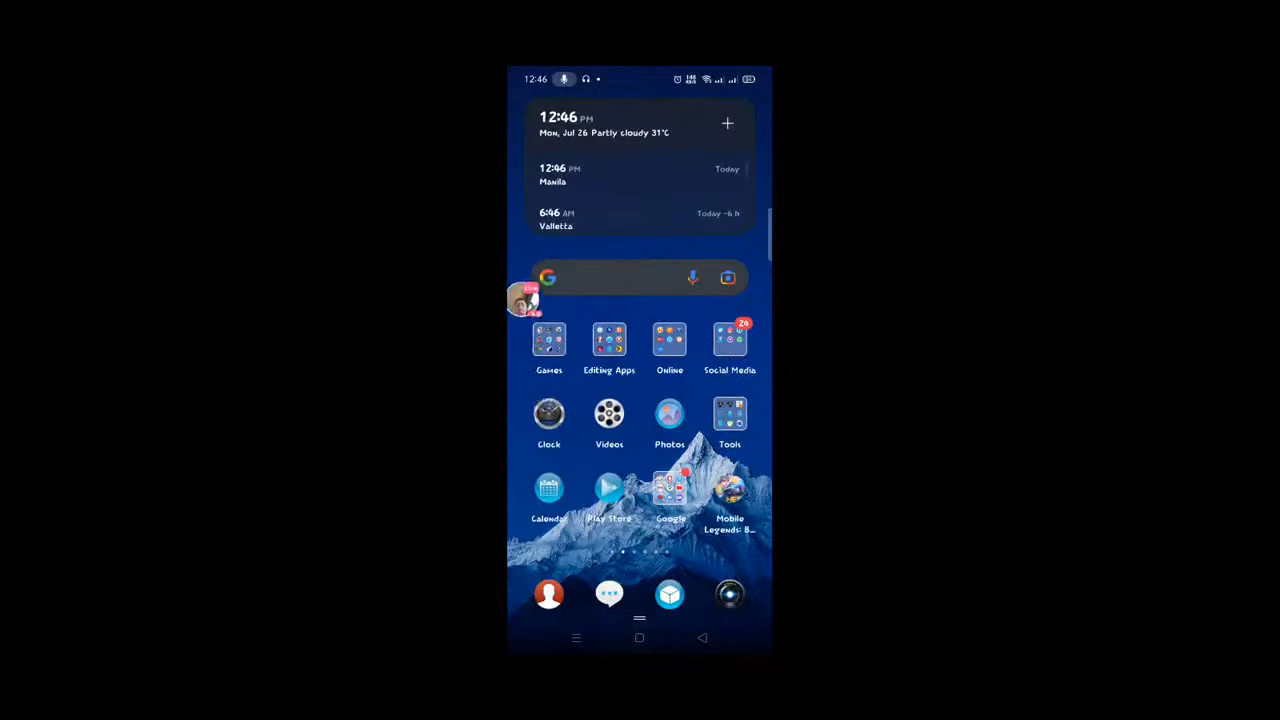 12:46
12:46 PM
Mon, Jul 26 Partly cloudy 31°C
12:46 PM Today
Manila
6:46 AM Today -6 h
Valletta
24
Games Editing Apps Online Social Media
Clock Videos Photos Tools
Calendar Play Store Google Mobile Legends: B...